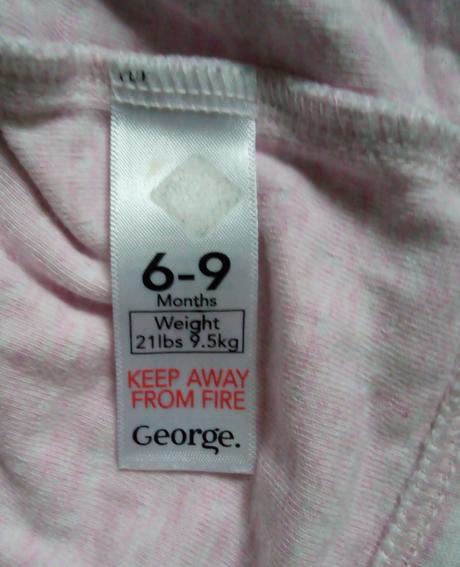 6-9
Months
Weight
21lbs 9.5kg
KEEP AWAY
FROM FIRE
George.